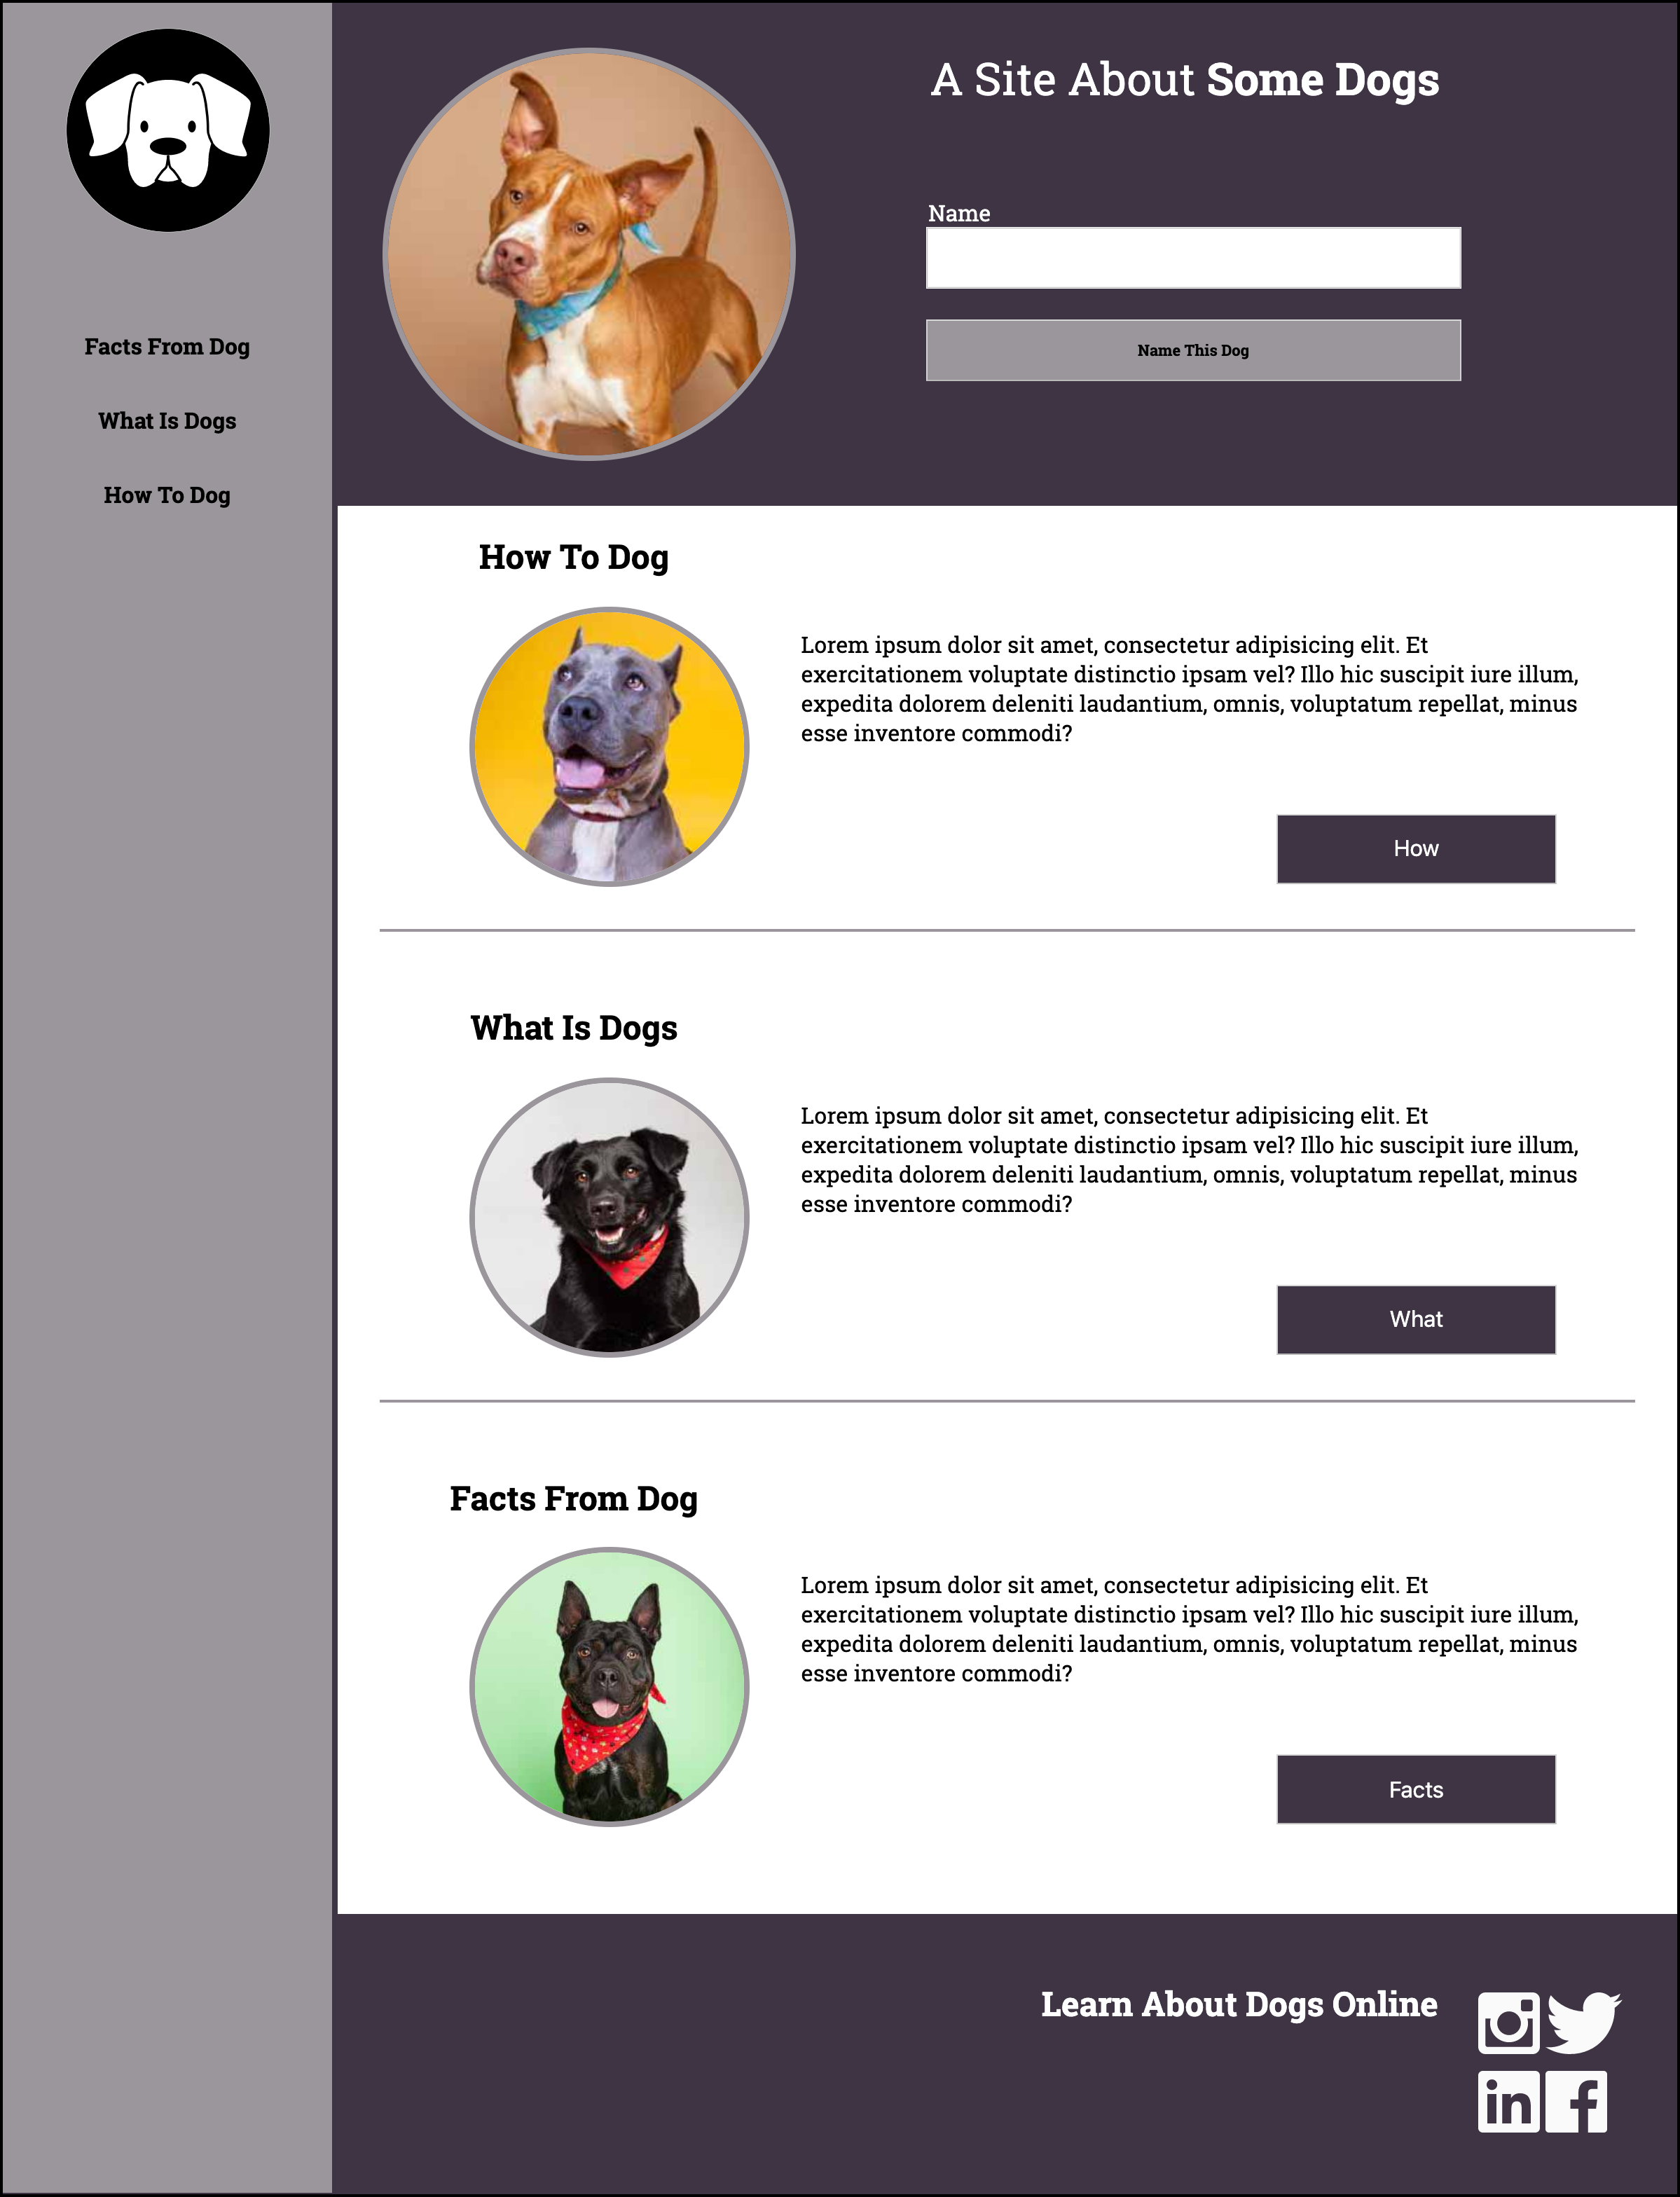 Facts From Dog
What Is Dogs
How To Dog
A Site About Some Dogs
Name
Name This Dog
How To Dog
Lorem ipsum dolor sit amet, consectetur adipisicing elit. Et
exercitationem voluptate distinctio ipsam vel? Illo hic suscipit iure illum,
expedita dolorem deleniti laudantium, omnis, voluptatum repellat, minus
esse inventore commodi?
How
What Is Dogs
Lorem ipsum dolor sit amet, consectetur adipisicing elit. Et
exercitationem voluptate distinctio ipsam vel? Illo hic suscipit iure illum,
expedita dolorem deleniti laudantium, omnis, voluptatum repellat, minus
esse inventore commodi?
What
Facts From Dog
Lorem ipsum dolor sit amet, consectetur adipisicing elit. Et
exercitationem voluptate distinctio ipsam vel? Illo hic suscipit iure illum,
expedita dolorem deleniti laudantium, omnis, voluptatum repellat, minus
esse inventore commodi?
Facts
Learn About Dogs Online
in f